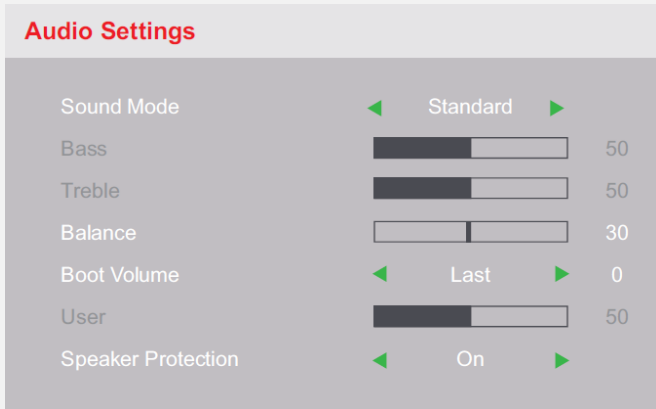 Audio Settings
Sound Mode Standard
Bass 50
Treble 50
Balance 30
Boot Volume Last 0
User 50
Speaker Protection On